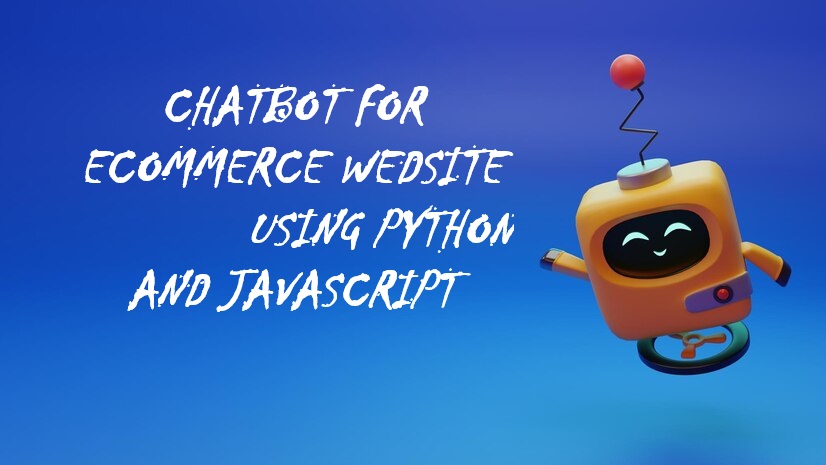 CHATBOT FOR
ECOMMERCE WEDSITE
USING PYTHON
AND JAVASCRIPT